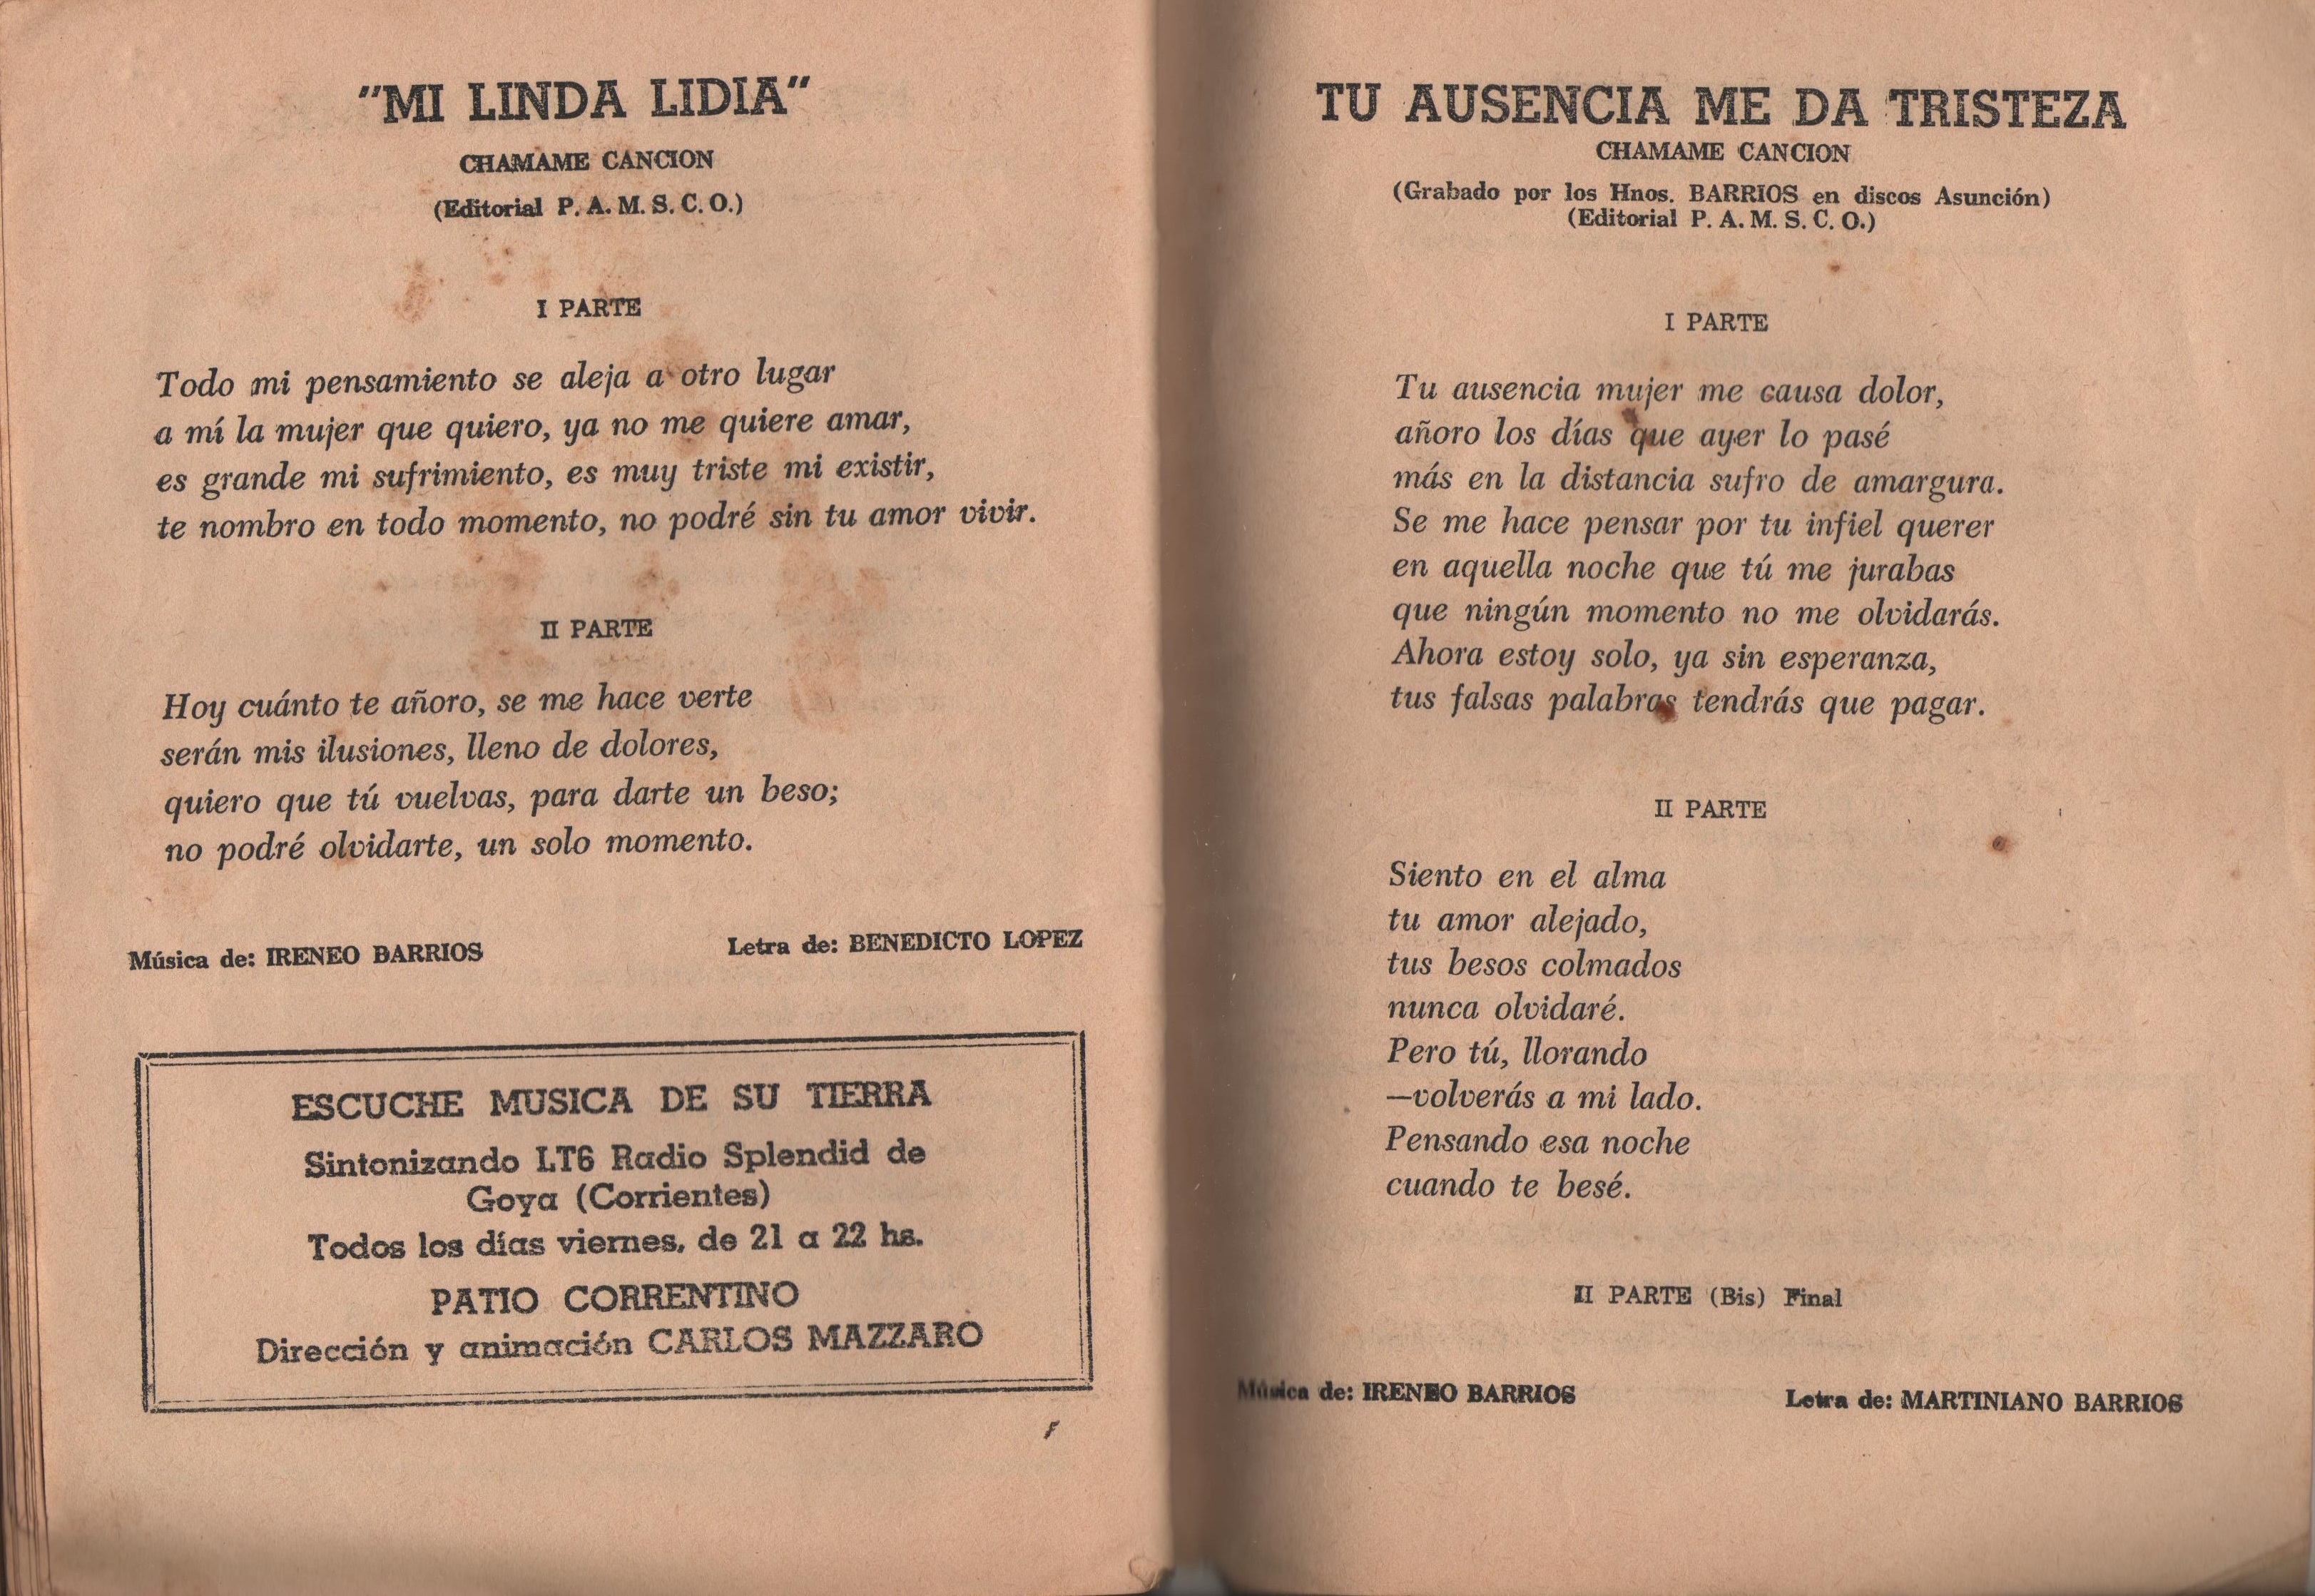 "MI LINDA LIDIA"
CHAMAME CANCION
(Editorial P. A. M. S. C. O.)
I PARTE
Todo mi pensamiento se aleja a otro lugar
a mí la mujer que quiero, ya no me quiere amar,
es grande mi sufrimiento, es muy triste mi existir,
te nombro en todo momento, no podré sin tu amor vivir.
II PARTE
Hoy cuánto te añoro, se me hace verte
serán mis ilusiones, lleno de dolores,
quiero que tú vuelvas, para darte un beso;
no podré olvidarte, un solo momento.
Música de: IRENEO BARRIOS Letra de: BENEDICTO LOPEZ
ESCUCHE MUSICA DE SU TIERRA
Sintonizando LT6 Radio Splendid de
Goya (Corrientes)
Todos los días viernes, de 21 a 22 hs.
PATIO CORRENTINO
Dirección y animación CARLOS MAZZARO
TU AUSENCIA ME DA TRISTEZA
CHAMAME CANCION
(Grabado por los Hnos. BARRIOS en discos Asunción)
(Editorial P. A. M. S. C. O.)
I PARTE
Tu ausencia mujer me causa dolor,
añoro los días que ayer lo pasé
más en la distancia sufro de amargura.
Se me hace pensar por tu infiel querer
en aquella noche que tú me jurabas
que ningún momento no me olvidarás.
Ahora estoy solo, ya sin esperanza,
tus falsas palabras tendrás que pagar.
II PARTE
Siento en el alma
tu amor alejado,
tus besos colmados
nunca olvidaré.
Pero tú, llorando
—volverás a mi lado.
Pensando esa noche
cuando te besé.
II PARTE (Bis) Final
Música de: IRENEO BARRIOS Letra de: MARTINIANO BARRIOS